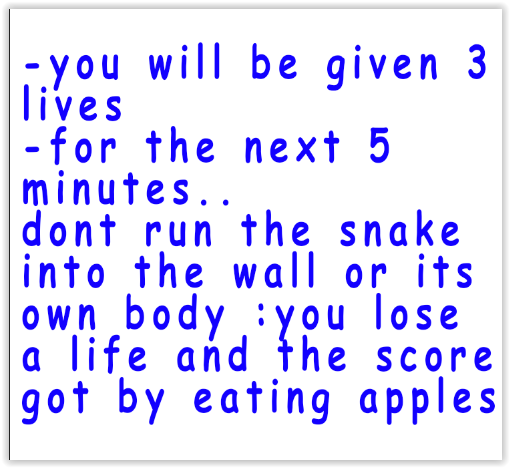 -you will be given 3
lives
-for the next 5
minutes..
dont run the snake
into the wall or its
own body :you lose
a life and the score
got by eating apples